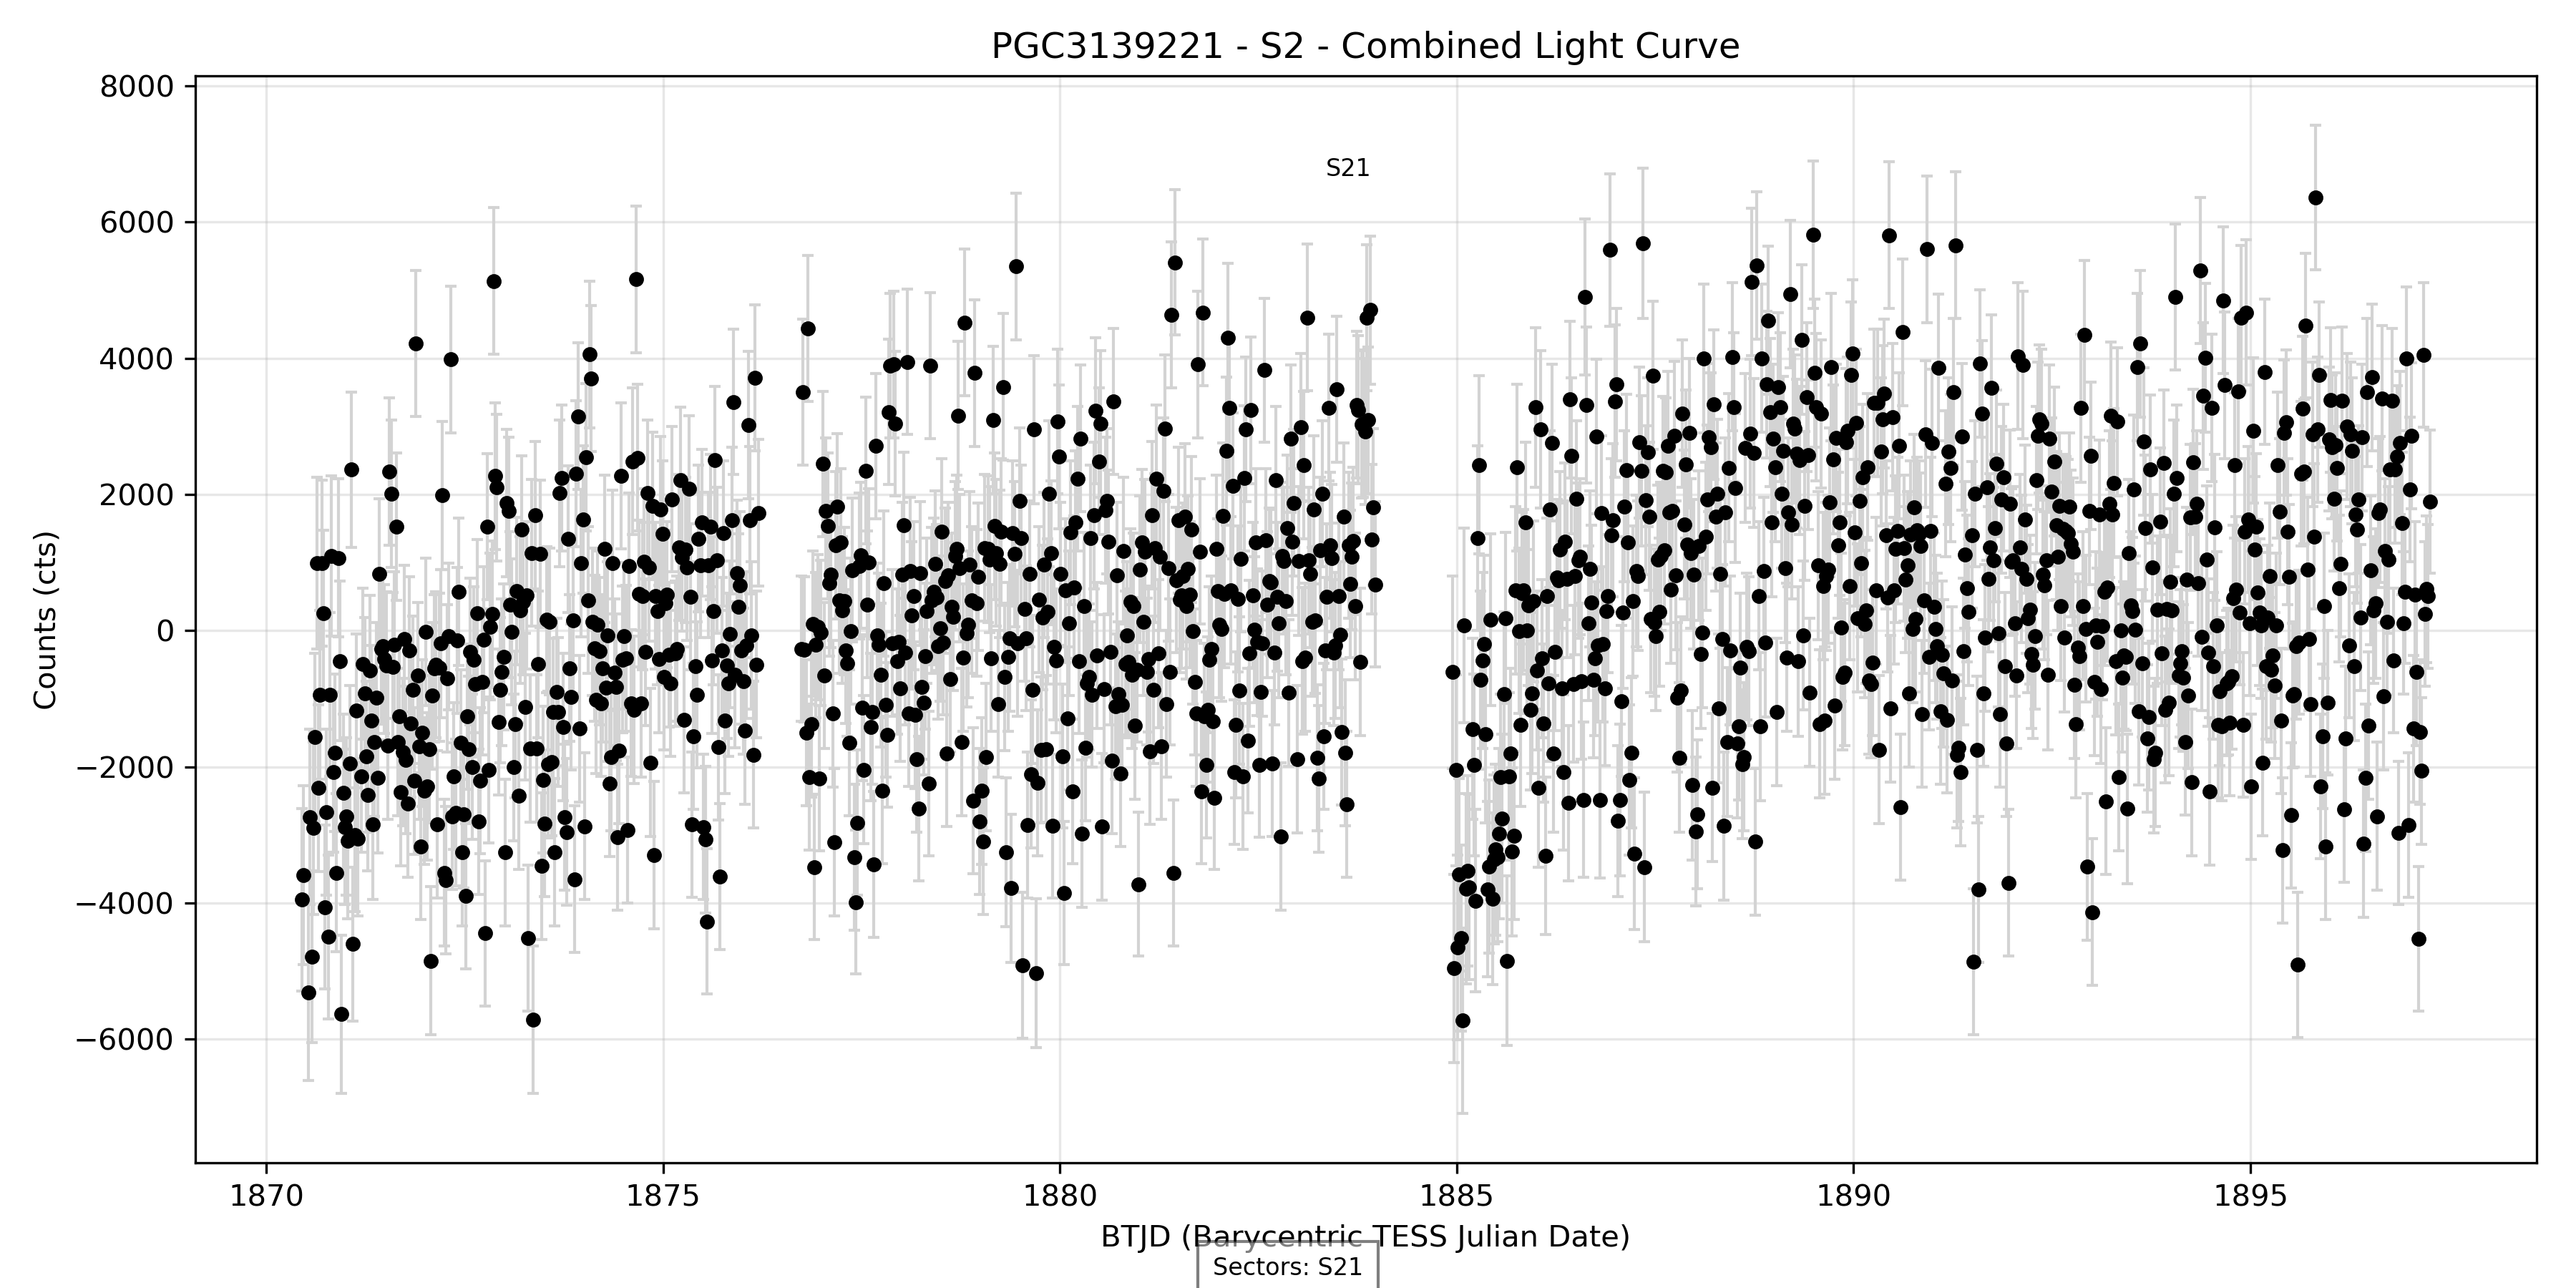 PGC3139221 - S2 - Combined Light Curve
8000
6000
4000
2000
0
−2000
−4000
−6000
Counts (cts)
S21
1870
1875
1880
1885
1890
1895
BTJD (Barycentric TESS Julian Date)
Sectors: S21